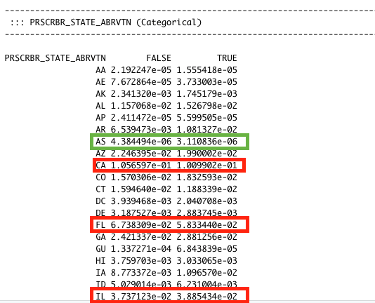 ::: PRSCRBR_STATE_ABRVTN (Categorical)
PRSCRBR_STATE_ABRVTN FALSE TRUE
AA 2.192247e-05 1.555418e-05
AE 7.672864e-05 3.733003e-05
AK 2.341320e-03 1.745179e-03
AL 1.157068e-02 1.526798e-02
AP 2.411472e-05 5.599505e-05
AR 6.539473e-03 1.081327e-02
AS 4.384494e-06 3.110836e-06
AZ 2.246395e-02 1.990002e-02
CA 1.056597e-01 1.009902e-01
CO 1.570306e-02 1.832593e-02
CT 1.594640e-02 1.188339e-02
DC 3.939468e-03 2.040708e-03
DE 3.187527e-03 2.883745e-03
FL 6.738309e-02 5.833440e-02
GA 2.421337e-02 2.881256e-02
GU 1.337271e-04 6.843839e-05
HI 3.759703e-03 3.033065e-03
IA 8.773372e-03 1.096570e-02
ID 5.029014e-03 6.231004e-03
IL 3.737123e-02 3.885434e-02